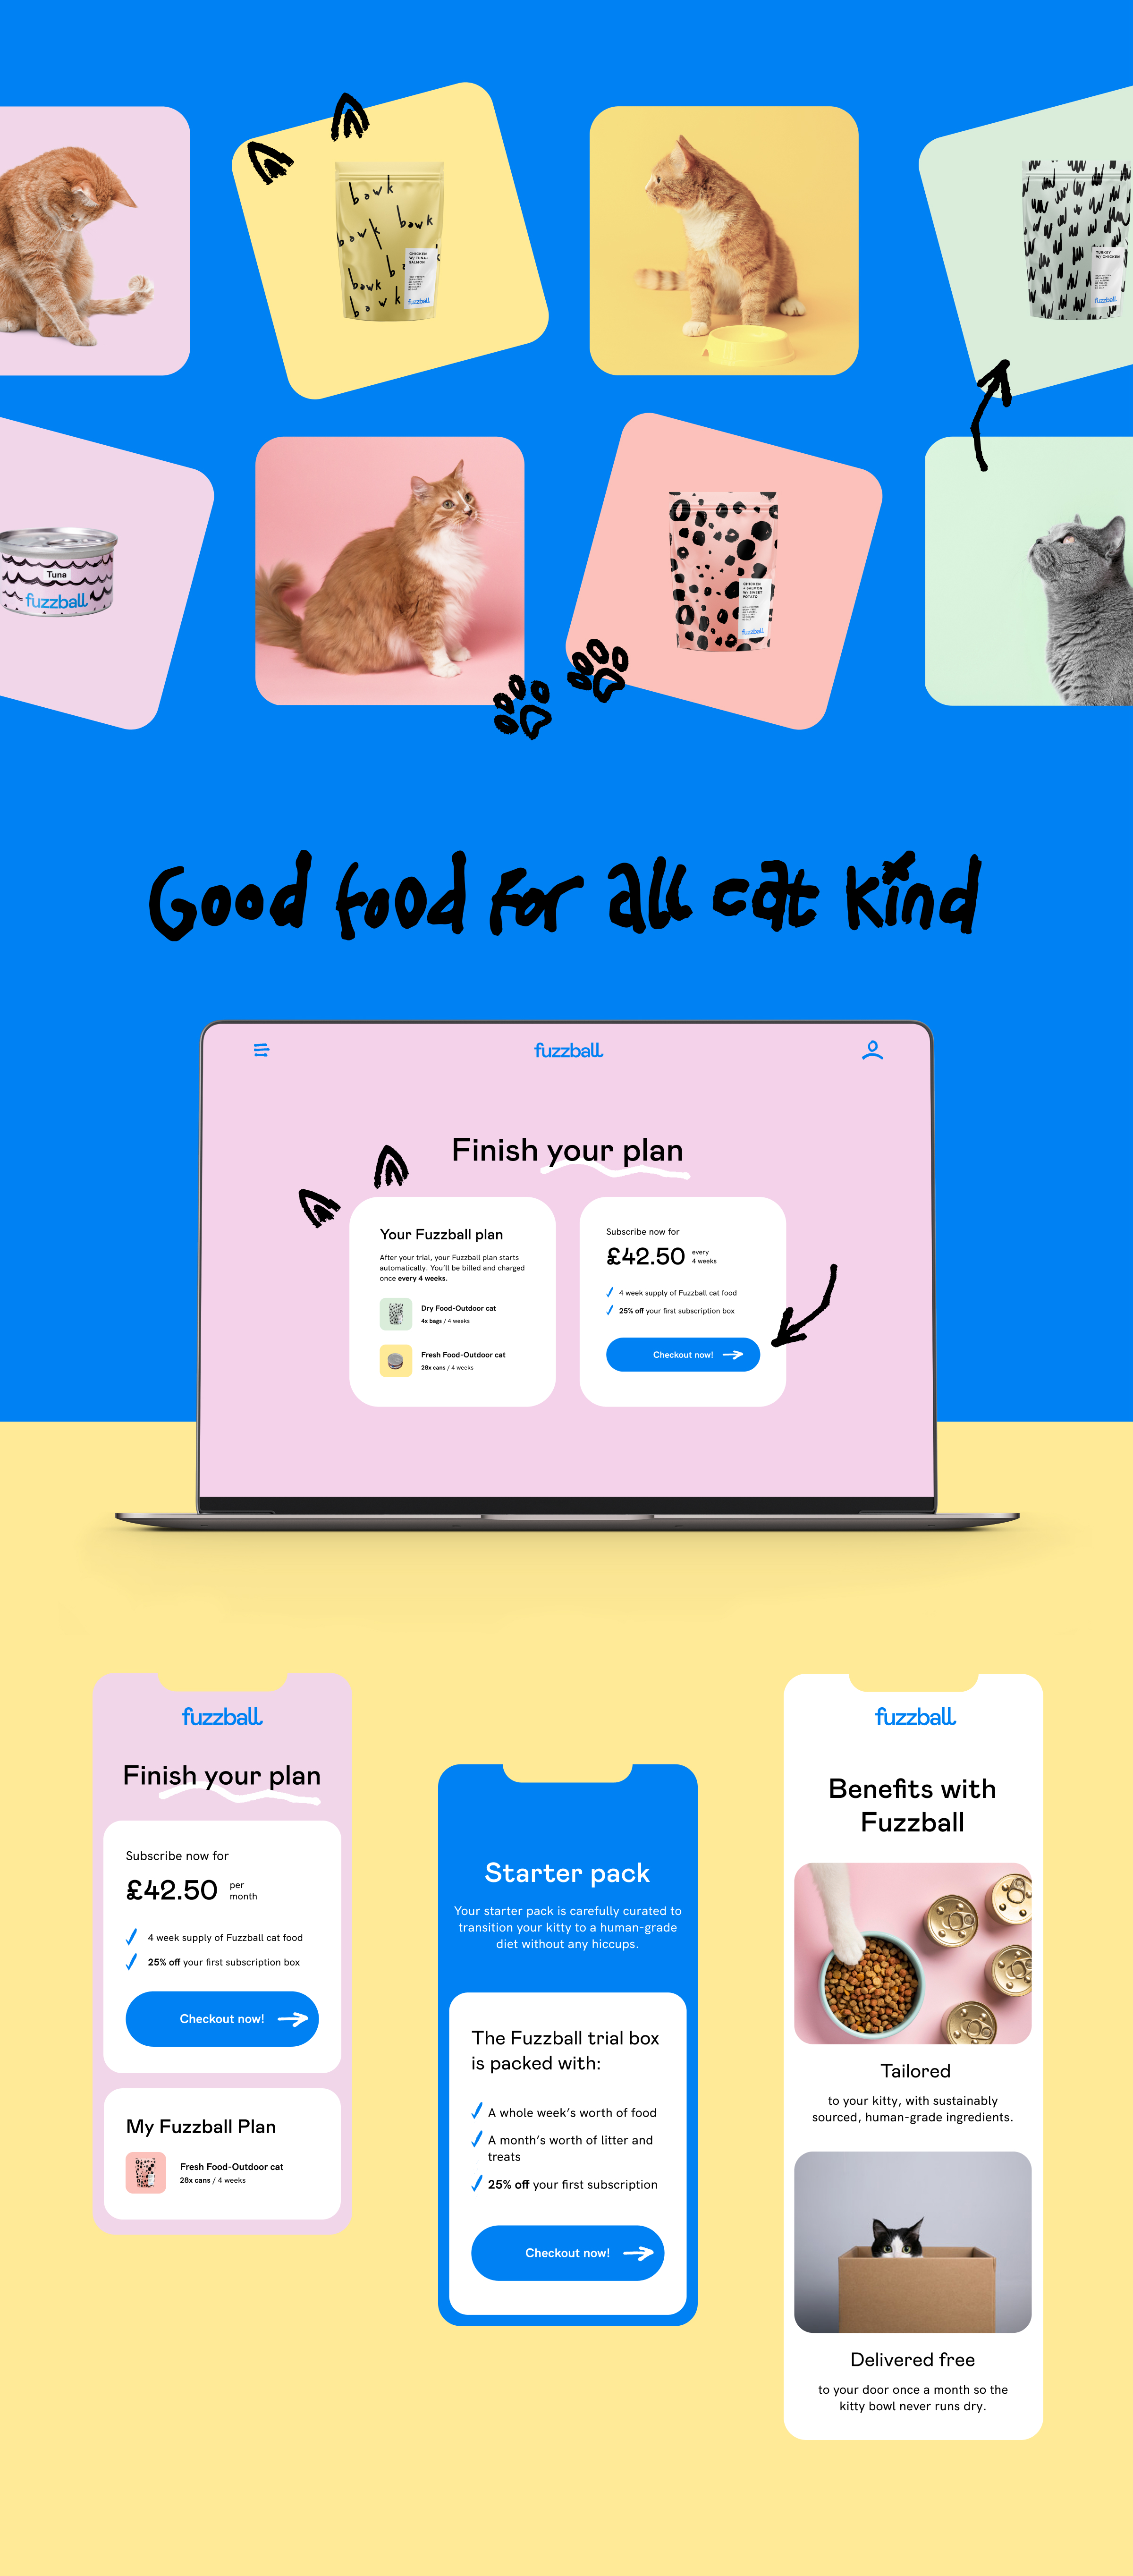 bawk
bawk
bawk
bawk
bawk
CHICKEN
W/ TUNA+
SALMON
fuzzball
TURKEY
W/ CHICKEN
fuzzball
Tuna
fuzzball
CHICKEN
+ SALMON
W/ SWEET
POTATO
fuzzball
Good food for all cat kind
fuzzball
Finish your plan
Your Fuzzball plan
After your trial, your Fuzzball plan starts
automatically. You'll be billed and charged
once every 4 weeks.
Dry Food-Outdoor cat
4x bags / 4 weeks
Fresh Food-Outdoor cat
28x cans / 4 weeks
Subscribe now for
£42.50 every
4 weeks
4 week supply of Fuzzball cat food
25% off your first subscription box
Checkout now!
fuzzball
Finish your plan
Subscribe now for
£42.50 per
month
4 week supply of Fuzzball cat food
25% off your first subscription box
Checkout now!
My Fuzzball Plan
Fresh Food-Outdoor cat
28x cans / 4 weeks
Starter pack
Your starter pack is carefully curated to
transition your kitty to a human-grade
diet without any hiccups.
The Fuzzball trial box
is packed with:
A whole week's worth of food
A month's worth of litter and
treats
25% off your first subscription
Checkout now!
fuzzball
Benefits with
Fuzzball
Tailored
to your kitty, with sustainably
sourced, human-grade ingredients.
Delivered free
to your door once a month so the
kitty bowl never runs dry.